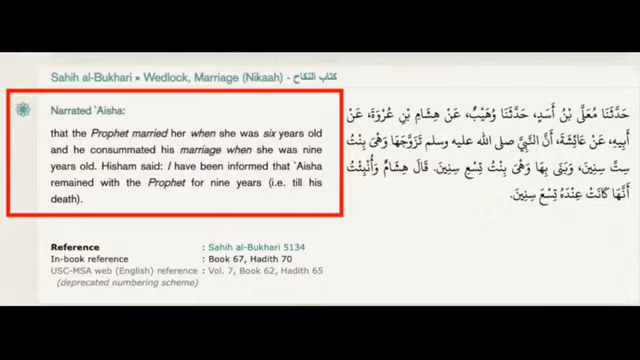 Sahih al-Bukhari » Wedlock, Marriage (Nikaah) - كتاب النكاح
Narrated `Aisha:
that the Prophet married her when she was six years old
and he consummated his marriage when she was nine
years old. Hisham said: I have been informed that `Aisha
remained with the Prophet for nine years (i.e. till his
death).
حَدَّثَنَا مُعَلَّى بْنُ أَسَدٍ، حَدَّثَنَا وُهَيْبٌ، عَنْ هِشَامِ بْنِ عُرْوَةَ، عَنْ
أَبِيهِ، عَنْ عَائِشَةَ، أَنَّ النَّبِيَّ صلى الله عليه وسلم تَزَوَّجَهَا وَهْىَ بِنْتُ
سِتِّ سِنِينَ، وَبَنَى بِهَا وَهْىَ بِنْتُ تِسْعِ سِنِينَ. قَالَ هِشَامٌ وَأُنْبِئْتُ
أَنَّهَا كَانَتْ عِنْدَهُ تِسْعَ سِنِينَ.
Reference : Sahih al-Bukhari 5134
In-book reference : Book 67, Hadith 70
USC-MSA web (English) reference : Vol. 7, Book 62, Hadith 65
(deprecated numbering scheme)